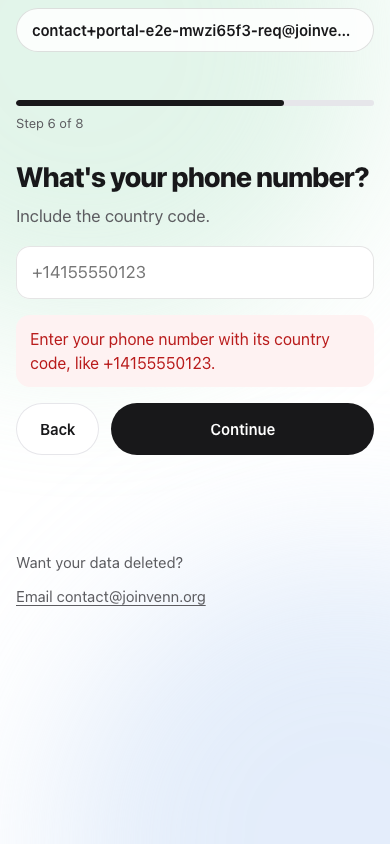 contact+portal-e2e-mwzi65f3-req@joinve...
Step 6 of 8
What's your phone number?
Include the country code.
+14155550123
Enter your phone number with its country
code, like +14155550123.
Back
Continue
Want your data deleted?
Email contact@joinvenn.org